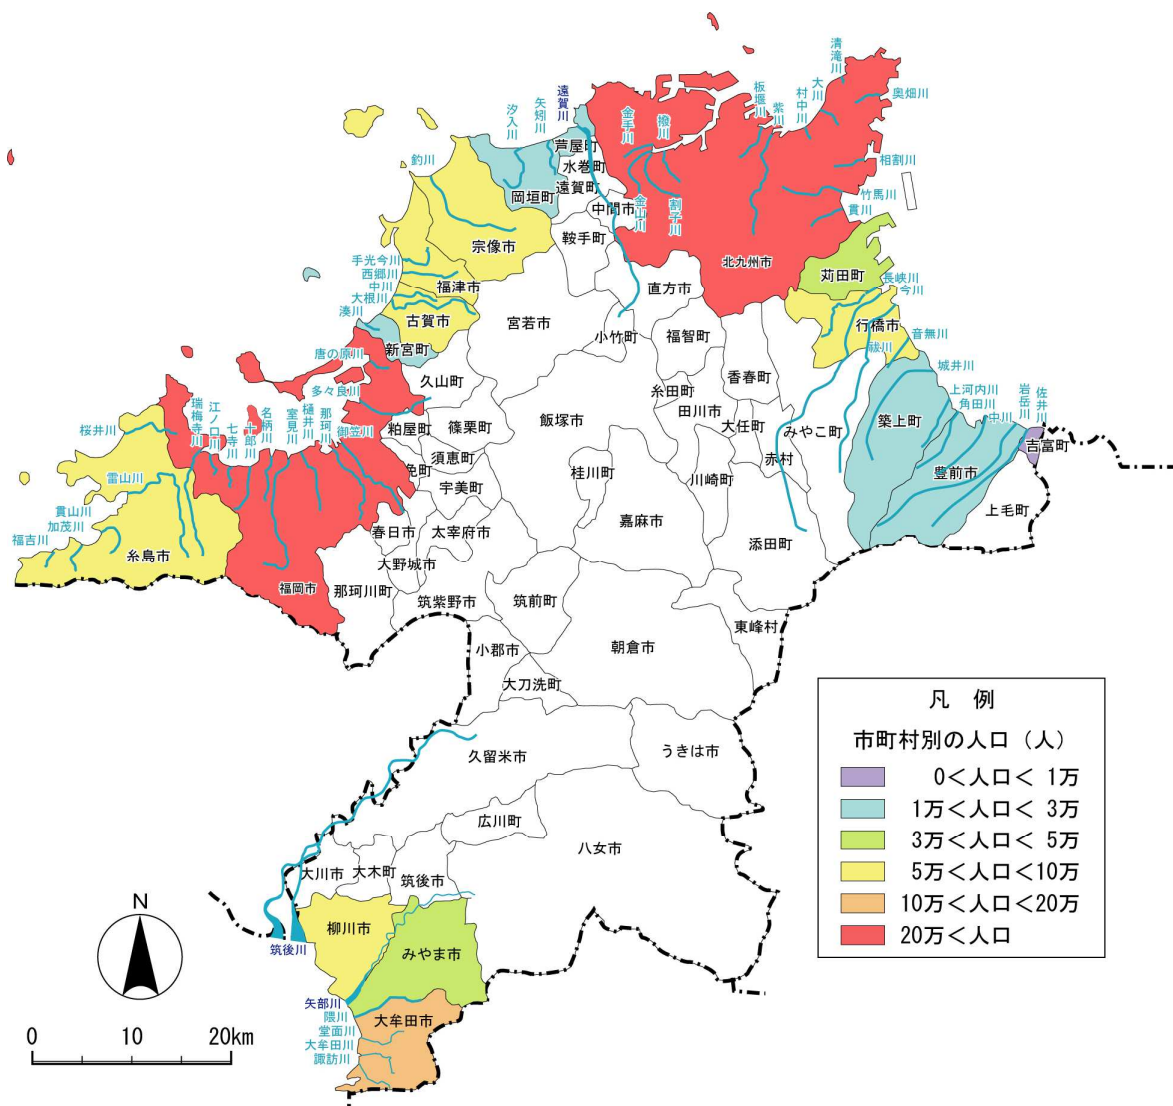 清滝川
大川
村中川
紫川
板堰川
奥畑川
遠賀川
矢矧川
汐入川
金手川
撥川
相割川
竹馬川
貫川
金山川
割子川
釣川
芦屋町
水巻町
遠賀町
岡垣町
中間市
鞍手町
宗像市
北九州市
苅田町
長峡川
今川
手光今川
西郷川
中川
大根川
湊川
福津市
古賀市
新宮町
宮若市
直方市
小竹町
福智町
行橋市
祓川
音無川
城井川
唐の原川
多々良川
久山町
糸田町
香春町
田川市
大任町
上河内川
角田川
中川
岩岳川
佐井川
瑞梅寺川
江ノ口川
七寺川
十郎川
名柄川
室見川
樋井川
那珂川
御笠川
桜井川
粕屋町
篠栗町
飯塚市
みやこ町
築上町
吉富町
須恵町
免町
宇美町
桂川町
川崎町
赤村
豊前市
上毛町
雷山川
貫山川
加茂川
福吉川
糸島市
春日市
太宰府市
嘉麻市
添田町
大野城市
福岡市
那珂川町
筑紫野市
筑前町
東峰村
小郡市
朝倉市
大刀洗町
久留米市
うきは市
広川町
八女市
大川市
大木町
筑後市
柳川市
みやま市
筑後川
矢部川
隈川
堂面川
大牟田川
諏訪川
大牟田市
凡 例
市町村別の人口（人）
0＜人口＜ 1万
1万＜人口＜ 3万
3万＜人口＜ 5万
5万＜人口＜10万
10万＜人口＜20万
20万＜人口
N
0 10 20km